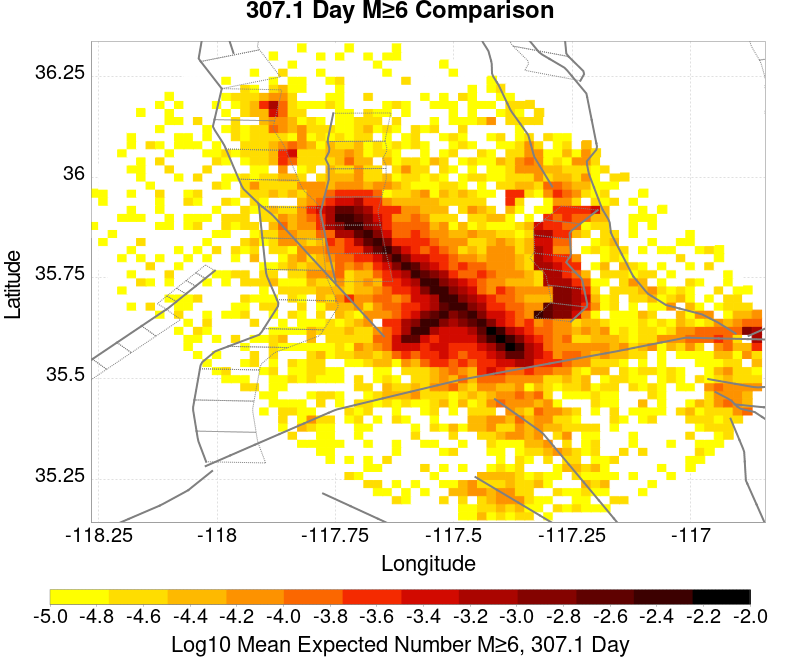 307.1 Day M≥6 Comparison
36.25
36
35.75
35.5
35.25
Latitude
-118.25 -118 -117.75 -117.5 -117.25 -117
Longitude
-5.0 -4.8 -4.6 -4.4 -4.2 -4.0 -3.8 -3.6 -3.4 -3.2 -3.0 -2.8 -2.6 -2.4 -2.2 -2.0
Log10 Mean Expected Number M≥6, 307.1 Day